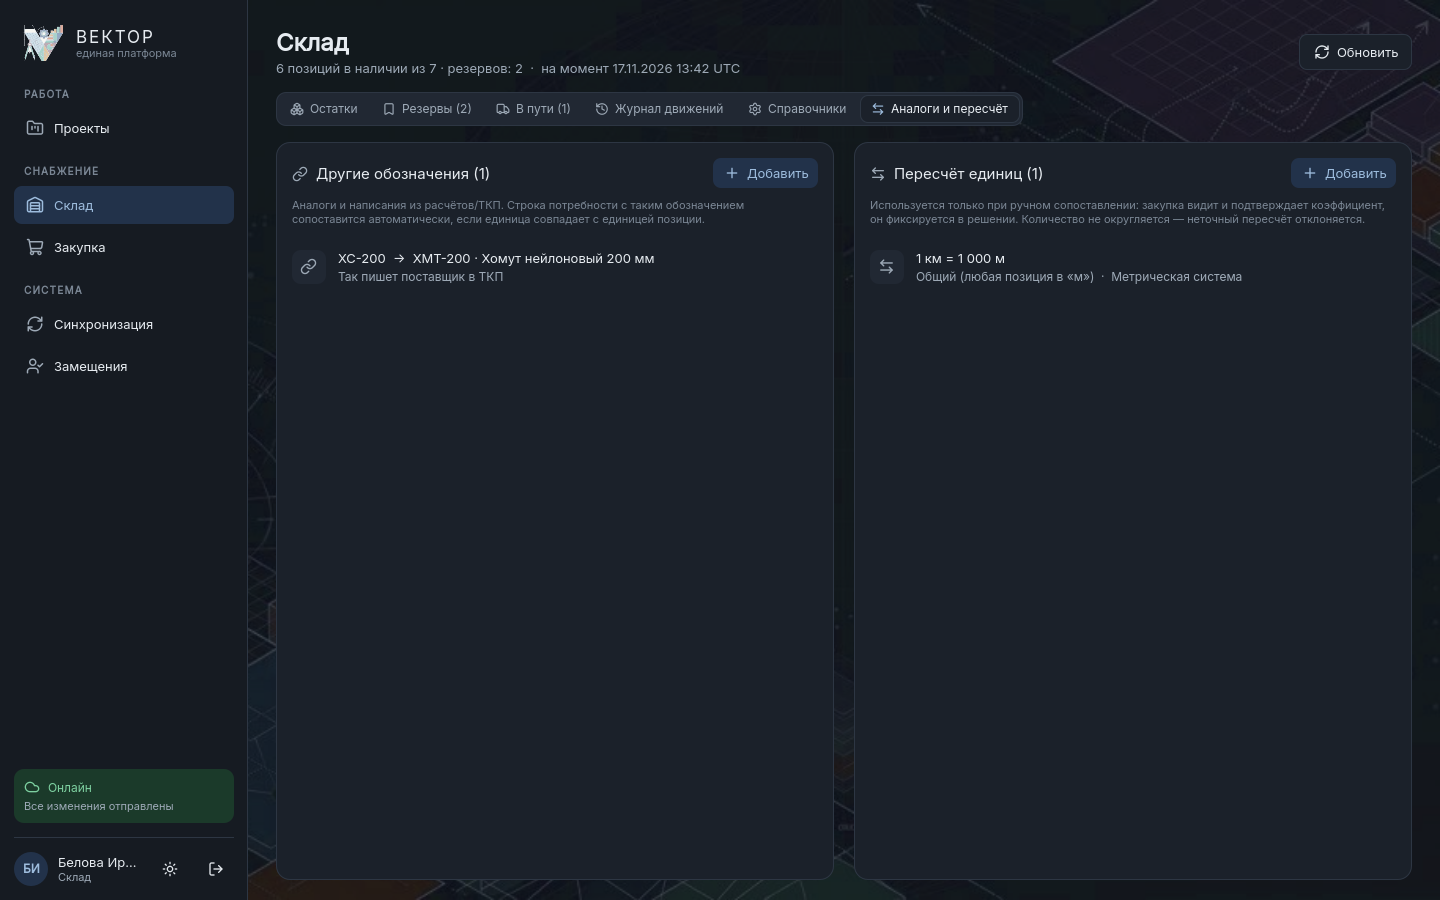 ВЕКТОР
единая платформа
РАБОТА
Проекты
СНАБЖЕНИЕ
Склад
Закупка
СИСТЕМА
Синхронизация
Замещения
Онлайн
Все изменения отправлены
БИ
Белова Ир...
Склад
Склад
6 позиций в наличии из 7 · резервов: 2 · на момент 17.11.2026 13:42 UTC
Обновить
Остатки
Резервы (2)
В пути (1)
Журнал движений
Справочники
Аналоги и пересчёт
Другие обозначения (1)
Добавить
Аналоги и написания из расчётов/ТКП. Строка потребности с таким обозначением
сопоставится автоматически, если единица совпадает с единицей позиции.
ХС-200 → ХМТ-200 · Хомут нейлоновый 200 мм
Так пишет поставщик в ТКП
Пересчёт единиц (1)
Добавить
Используется только при ручном сопоставлении: закупка видит и подтверждает коэффициент,
он фиксируется в решении. Количество не округляется — неточный пересчёт отклоняется.
1 км = 1 000 м
Общий (любая позиция в «м») · Метрическая система